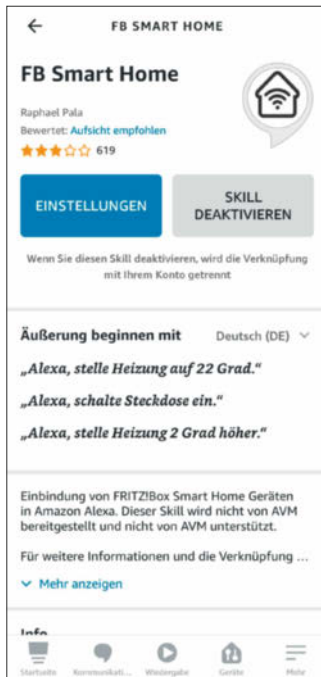 FB SMART HOME
FB Smart Home
Raphael Pala
Bewertet: Aufsicht empfohlen
619
EINSTELLUNGEN
SKILL
DEAKTIVIEREN
Wenn Sie diesen Skill deaktivieren, wird die Verknüpfung
mit Ihrem Konto getrennt
Äußerung beginnen mit
Deutsch (DE)
„Alexa, stelle Heizung auf 22 Grad.“
„Alexa, schalte Steckdose ein.“
„Alexa, stelle Heizung 2 Grad höher.“
Einbindung von FRITZ!Box Smart Home Geräten
in Amazon Alexa. Dieser Skill wird nicht von AVM
bereitgestellt und nicht von AVM unterstützt.
Für weitere Informationen und die Verknüpfung ...
Mehr anzeigen
Info
Startseite
Kommunikati...
Wiedergabe
Geräte
Mehr